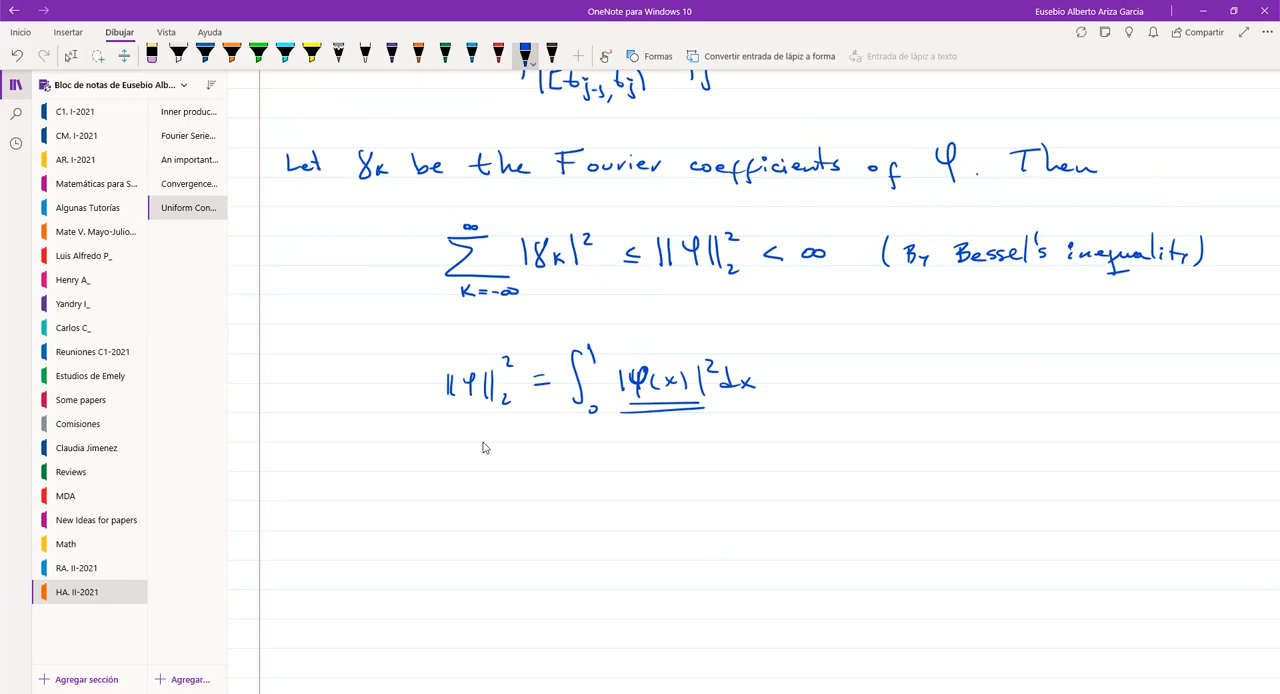 OneNote para Windows 10
Eusebio Alberto Ariza Garcia
Inicio Insertar Dibujar Vista Ayuda
Compartir
Formas
Convertir entrada de lápiz a forma
Entrada de lápiz a texto
Bloc de notas de Eusebio Alb...
C1. I-2021
CM. I-2021
AR. I-2021
Matemáticas para S...
Algunas Tutorías
Mate V. Mayo-Julio...
Luis Alfredo P_
Henry A_
Yandry I_
Carlos C_
Reuniones C1-2021
Estudios de Emely
Some papers
Comisiones
Claudia Jimenez
Reviews
MDA
New Ideas for papers
Math
RA. II-2021
HA. II-2021
Agregar sección
Inner produc...
Fourier Serie...
An important...
Convergence...
Uniform Con...
Agregar...
|[t_{j-1}, t_j) j
Let γ_k be the Fourier coefficients of φ. Then
∑_{k=-∞}^{∞} |γ_k|² ≤ ||φ||₂² < ∞ (By Bessel's inequality)
||φ||₂² = ∫₀¹ |φ(x)|² dx